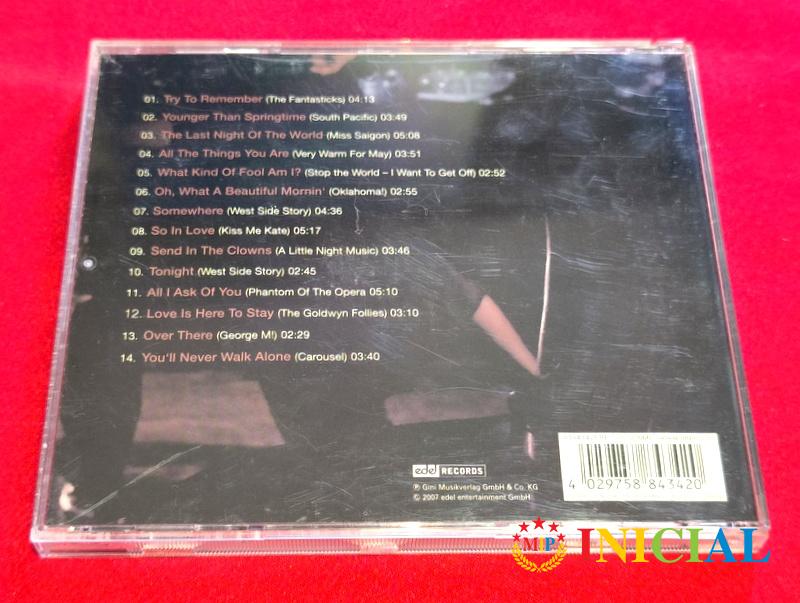 01. Try To Remember (The Fantasticks) 04:13
02. Younger Than Springtime (South Pacific) 03:49
03. The Last Night Of The World (Miss Saigon) 05:08
04. All The Things You Are (Very Warm For May) 03:51
05. What Kind Of Fool Am I? (Stop the World – I Want To Get Off) 02:52
06. Oh, What A Beautiful Mornin' (Oklahoma!) 02:55
07. Somewhere (West Side Story) 04:36
08. So In Love (Kiss Me Kate) 05:17
09. Send In The Clowns (A Little Night Music) 03:46
10. Tonight (West Side Story) 02:45
11. All I Ask Of You (Phantom Of The Opera 05:10
12. Love Is Here To Stay (The Goldwyn Follies) 03:10
13. Over There (George M!) 02:29
14. You'll Never Walk Alone (Carousel) 03:40
edel RECORDS
℗ Gini Musikverlag GmbH & Co. KG
© 2007 edel entertainment GmbH
4 029758 843420
MIP INICIAL